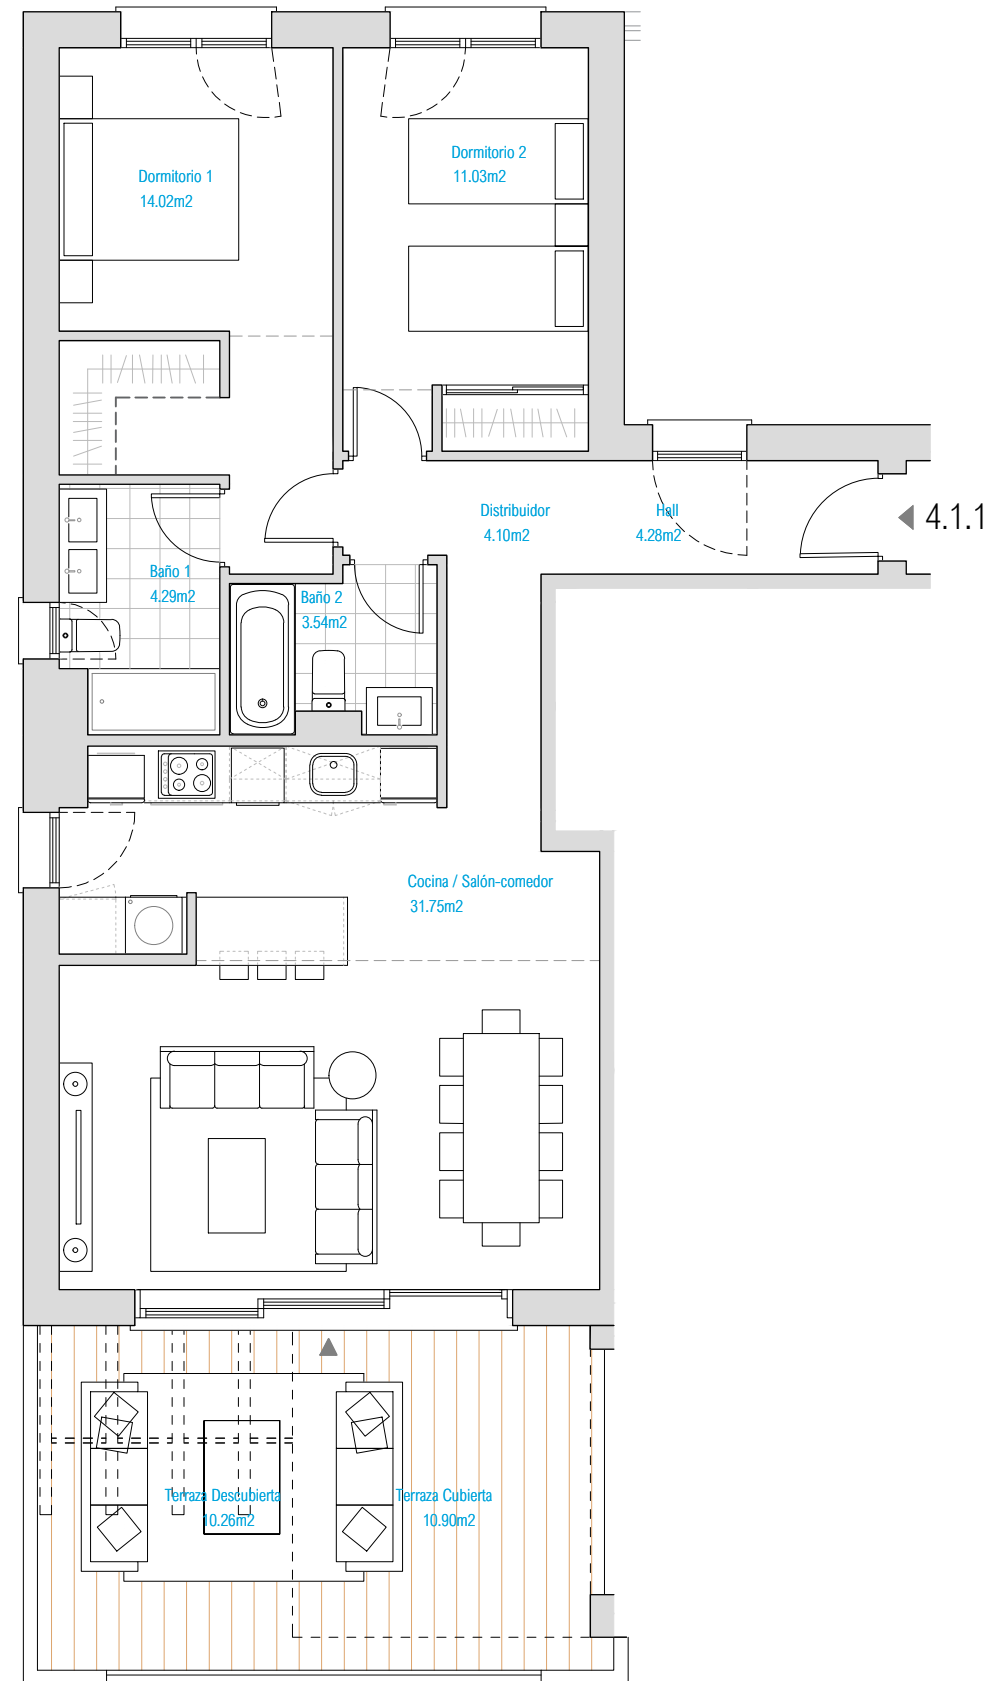 Dormitorio 1
14.02m2
Dormitorio 2
11.03m2
Distribuidor
4.10m2
Hall
4.28m2
4.1.1
Baño 1
4.29m2
Baño 2
3.54m2
Cocina / Salón-comedor
31.75m2
Terraza Descubierta
10.26m2
Terraza Cubierta
10.90m2